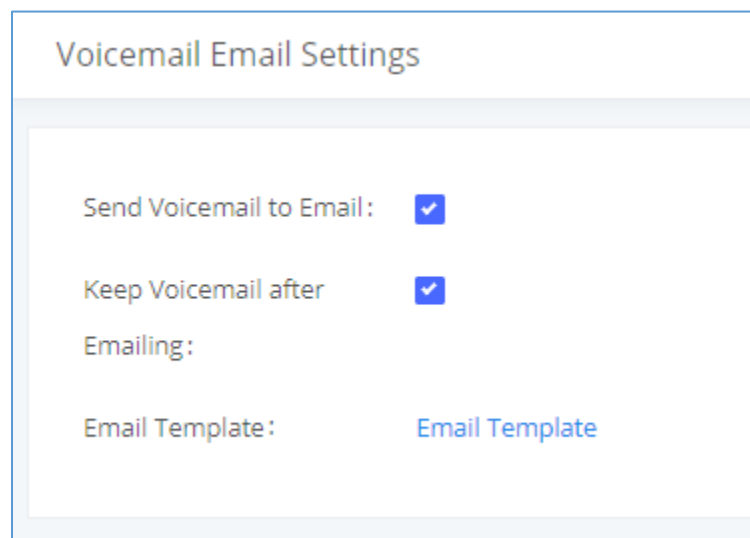 Voicemail Email Settings
Send Voicemail to Email:
Keep Voicemail after
Emailing:
Email Template: Email Template